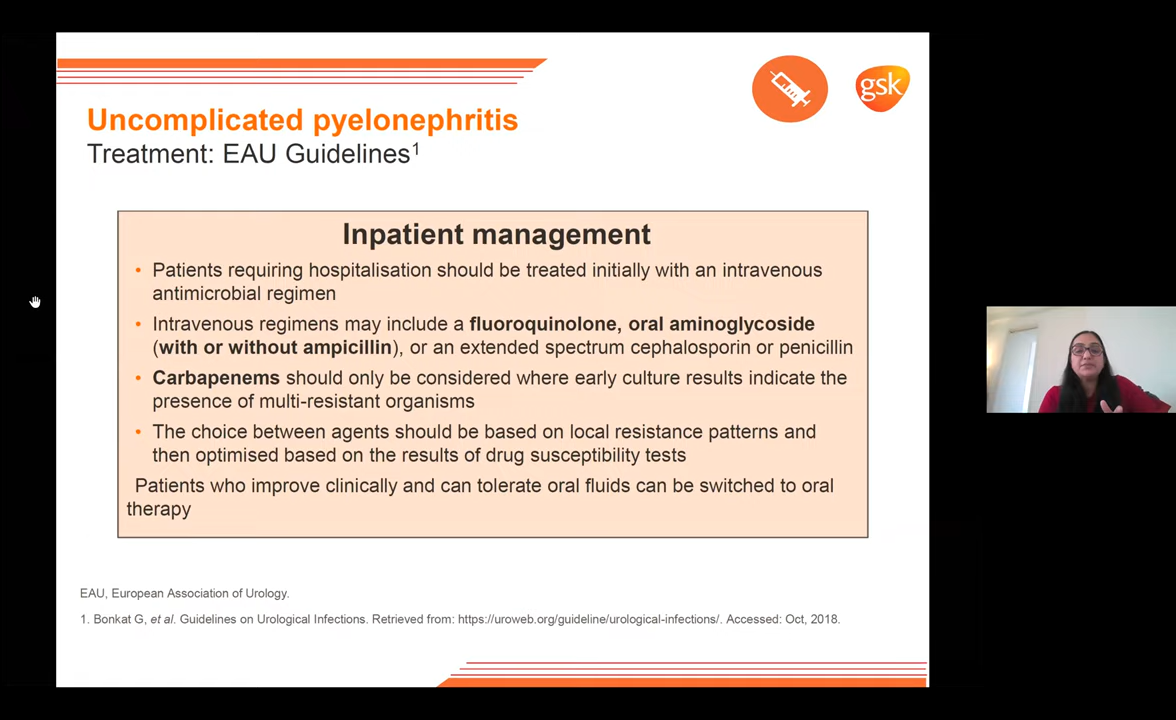 gsk
Uncomplicated pyelonephritis
Treatment: EAU Guidelines1
Inpatient management
• Patients requiring hospitalisation should be treated initially with an intravenous
antimicrobial regimen
• Intravenous regimens may include a fluoroquinolone, oral aminoglycoside
(with or without ampicillin), or an extended spectrum cephalosporin or penicillin
• Carbapenems should only be considered where early culture results indicate the
presence of multi-resistant organisms
• The choice between agents should be based on local resistance patterns and
then optimised based on the results of drug susceptibility tests
Patients who improve clinically and can tolerate oral fluids can be switched to oral
therapy
EAU, European Association of Urology.
1. Bonkat G, et al. Guidelines on Urological Infections. Retrieved from: https://uroweb.org/guideline/urological-infections/. Accessed: Oct, 2018.